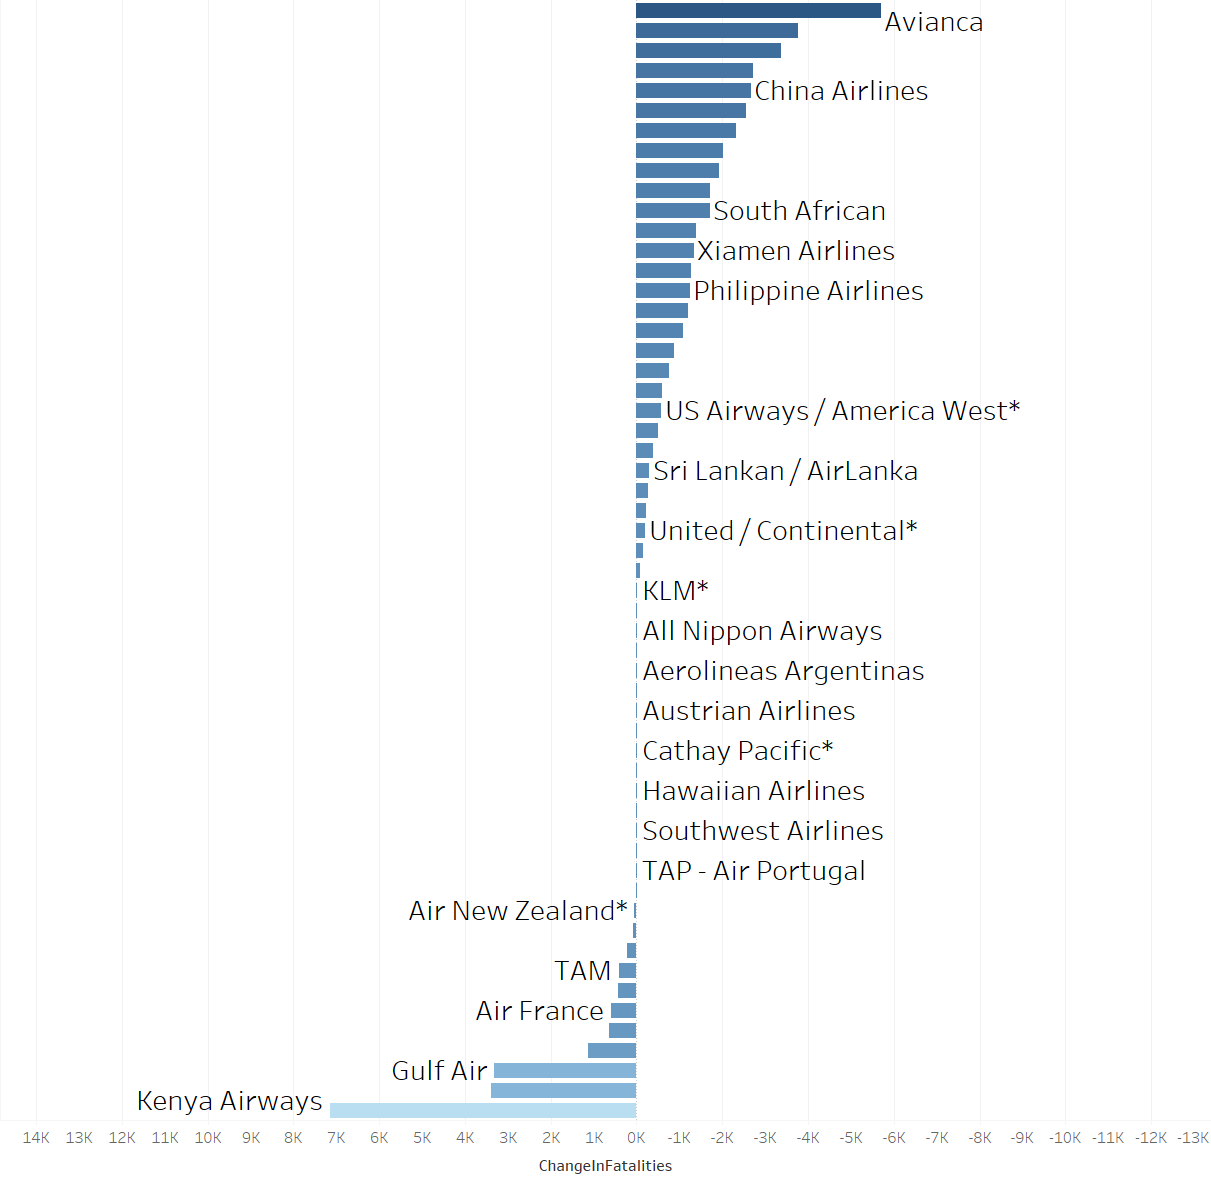 Avianca
China Airlines
South African
Xiamen Airlines
Philippine Airlines
US Airways / America West*
Sri Lankan / AirLanka
United / Continental*
KLM*
All Nippon Airways
Aerolineas Argentinas
Austrian Airlines
Cathay Pacific*
Hawaiian Airlines
Southwest Airlines
TAP - Air Portugal
Air New Zealand*
TAM
Air France
Gulf Air
Kenya Airways
14K 13K 12K 11K 10K 9K 8K 7K 6K 5K 4K 3K 2K 1K 0K -1K -2K -3K -4K -5K -6K -7K -8K -9K -10K -11K -12K -13K
ChangeInFatalities